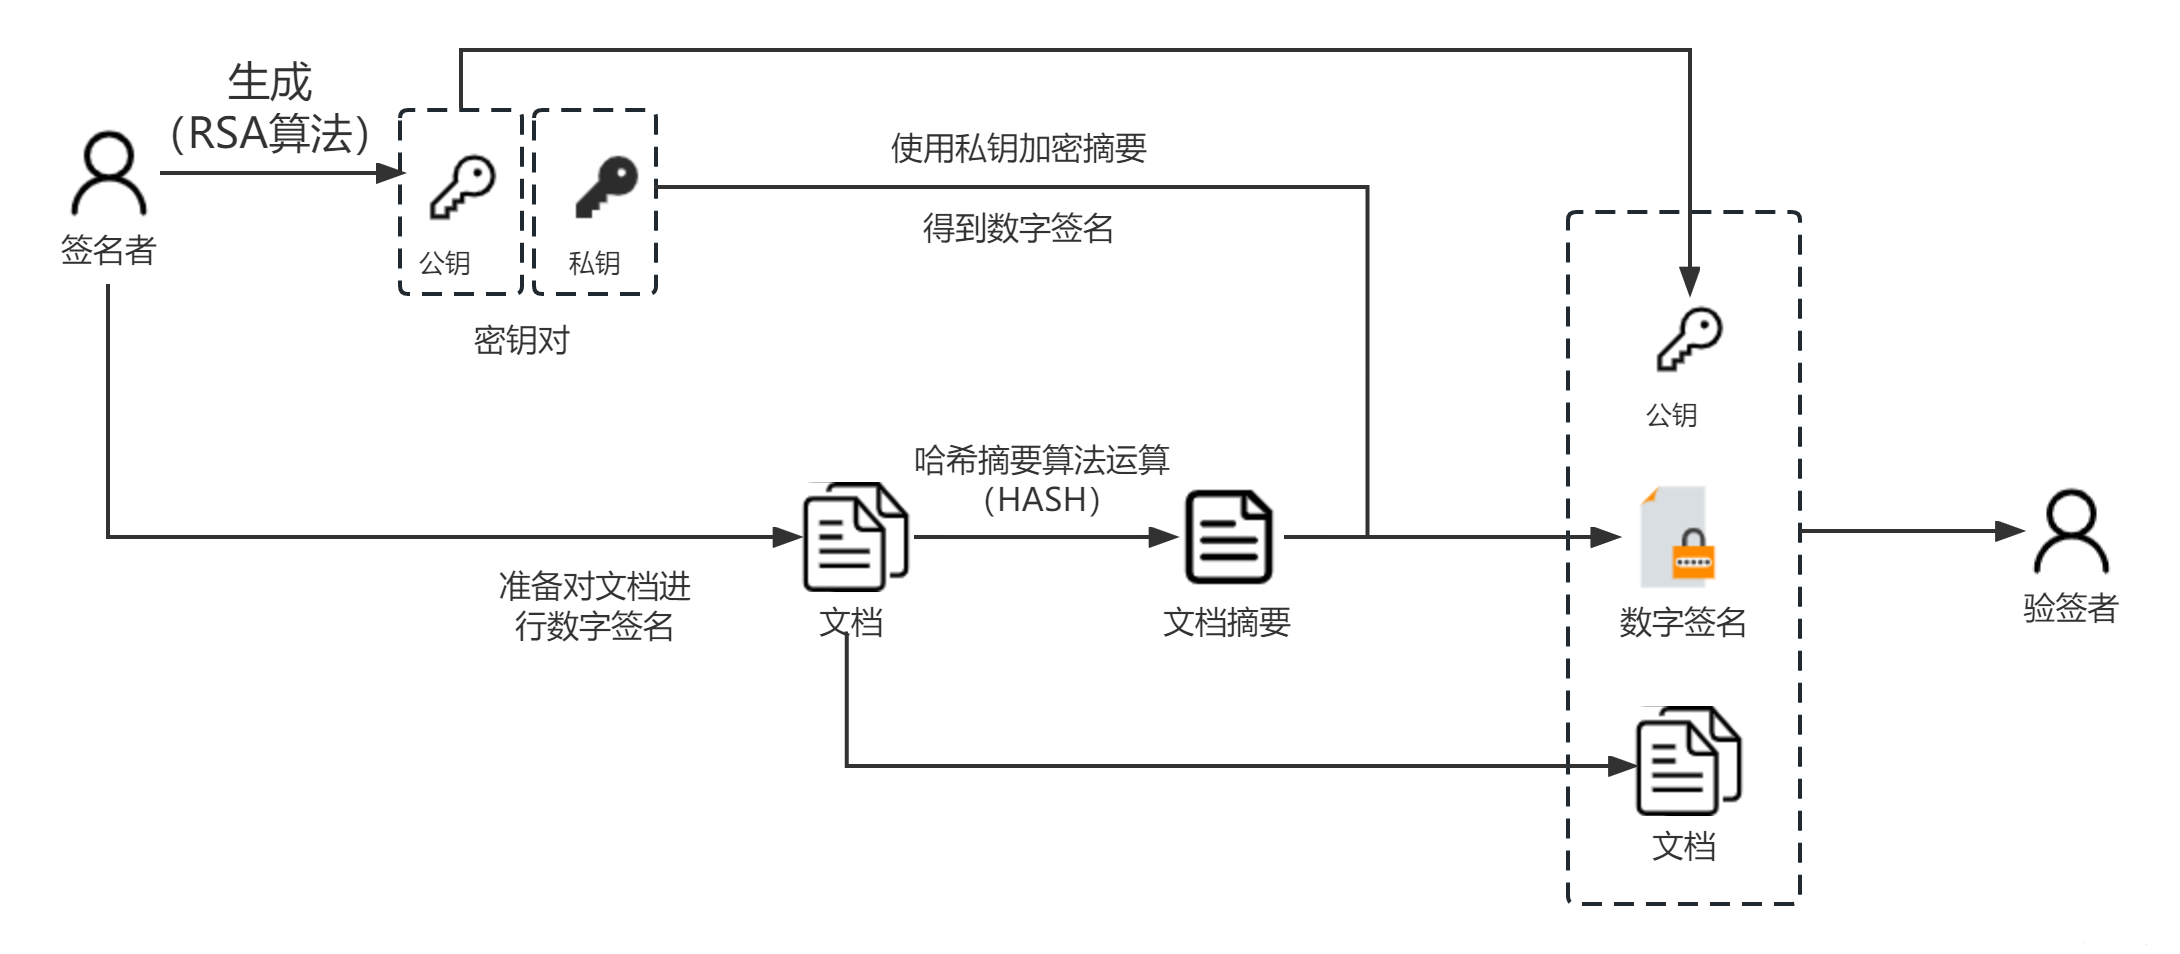 生成
（RSA算法）
签名者
公钥
私钥
密钥对
使用私钥加密摘要
得到数字签名
公钥
哈希摘要算法运算
（HASH）
准备对文档进
行数字签名
文档
文档摘要
数字签名
验签者
文档